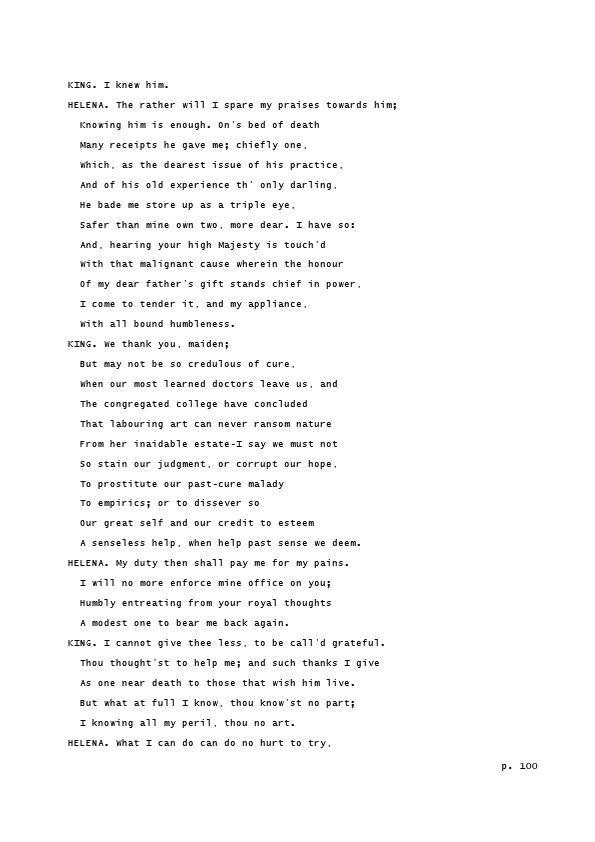 KING. I knew him.
HELENA. The rather will I spare my praises towards him;
Knowing him is enough. On's bed of death
Many receipts he gave me; chiefly one,
Which, as the dearest issue of his practice,
And of his old experience th' only darling,
He bade me store up as a triple eye,
Safer than mine own two, more dear. I have so:
And, hearing your high Majesty is touch'd
With that malignant cause wherein the honour
Of my dear father's gift stands chief in power,
I come to tender it, and my appliance,
With all bound humbleness.
KING. We thank you, maiden;
But may not be so credulous of cure,
When our most learned doctors leave us, and
The congregated college have concluded
That labouring art can never ransom nature
From her inaidable estate-I say we must not
So stain our judgment, or corrupt our hope,
To prostitute our past-cure malady
To empirics; or to dissever so
Our great self and our credit to esteem
A senseless help, when help past sense we deem.
HELENA. My duty then shall pay me for my pains.
I will no more enforce mine office on you;
Humbly entreating from your royal thoughts
A modest one to bear me back again.
KING. I cannot give thee less, to be call'd grateful.
Thou thought'st to help me; and such thanks I give
As one near death to those that wish him live.
But what at full I know, thou know'st no part;
I knowing all my peril, thou no art.
HELENA. What I can do can do no hurt to try,
p. 100